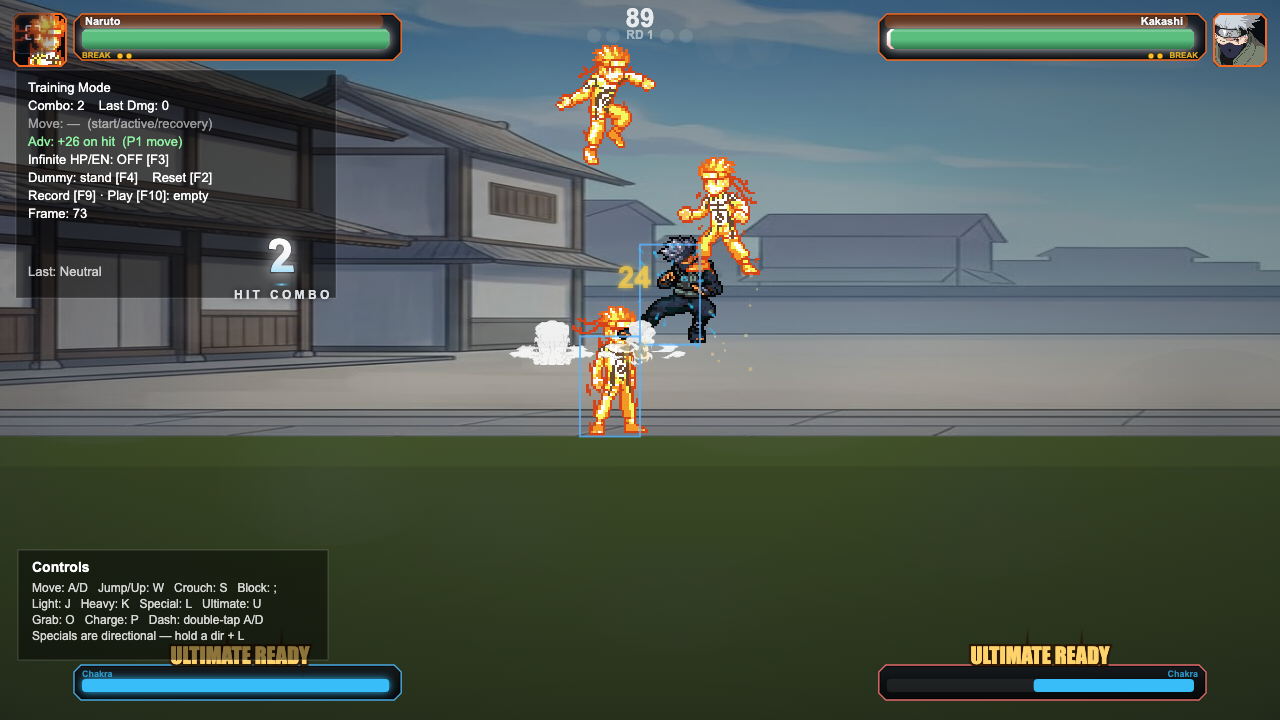 Naruto
89
Kakashi
RD 1
BREAK
BREAK
Training Mode
Combo: 2 Last Dmg: 0
Move: — (start/active/recovery)
Adv: +26 on hit (P1 move)
Infinite HP/EN: OFF [F3]
Dummy: stand [F4] Reset [F2]
Record [F9] · Play [F10]: empty
Frame: 73
Last: Neutral
2
HIT COMBO
24
Controls
Move: A/D Jump/Up: W Crouch: S Block: ;
Light: J Heavy: K Special: L Ultimate: U
Grab: O Charge: P Dash: double-tap A/D
Specials are directional — hold a dir + L
ULTIMATE READY
ULTIMATE READY
Chakra
Chakra